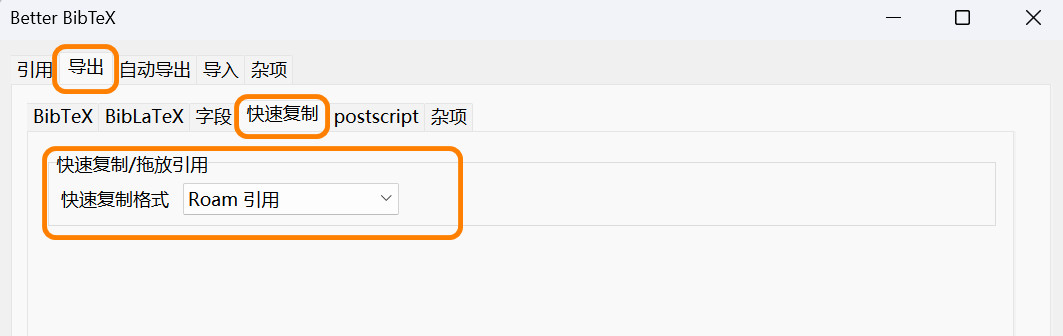 Better BibTeX
引用 导出 自动导出 导入 杂项
BibTeX BibLaTeX 字段 快速复制 postscript 杂项
快速复制/拖放引用
快速复制格式 Roam 引用